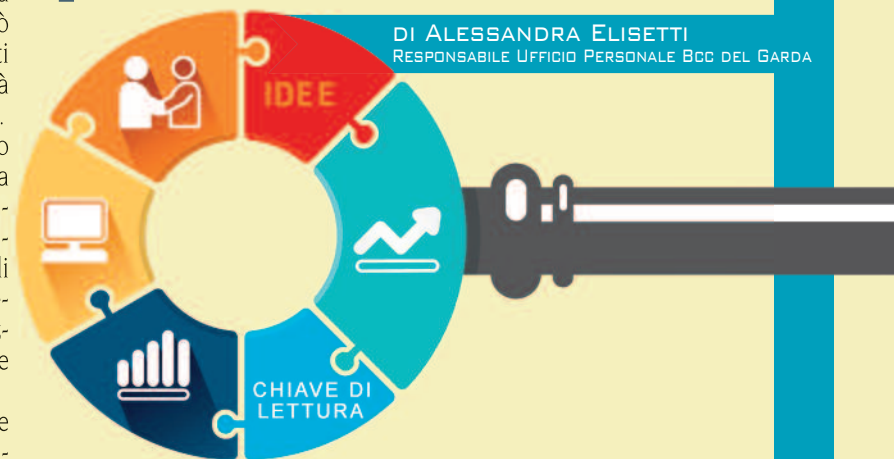 DI ALESSANDRA ELISETTI
RESPONSABILE UFFICIO PERSONALE BCC DEL GARDA
IDEE
CHIAVE DI
LETTURA